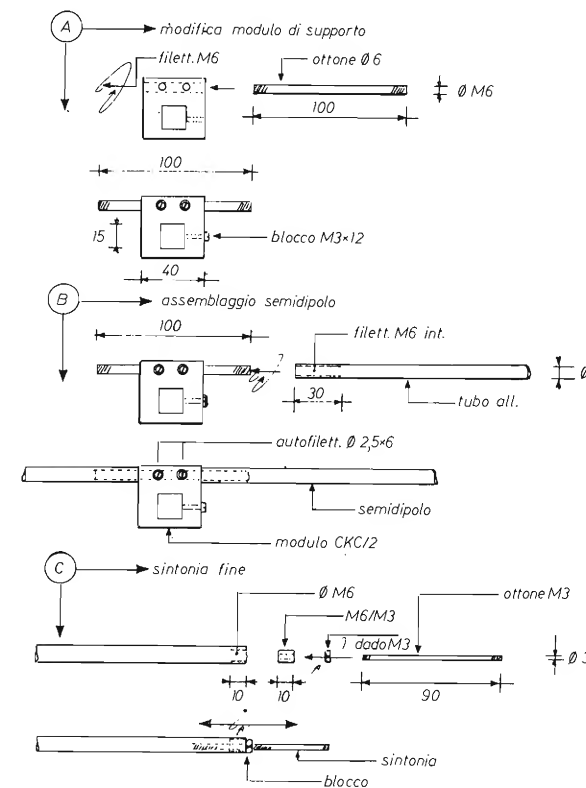 A modifica modulo di supporto
filett. M6
ottone Ø 6
Ø M6
100
100
15
blocco M3×12
40
B assemblaggio semidipolo
100
filett. M6 int.
30
Ø
tubo all.
autofilett. Ø 2,5×6
semidipolo
modulo CKC/2
C sintonia fine
Ø M6
ottone M3
M6/M3
dado M3
Ø 3
10
10
90
sintonia
blocco